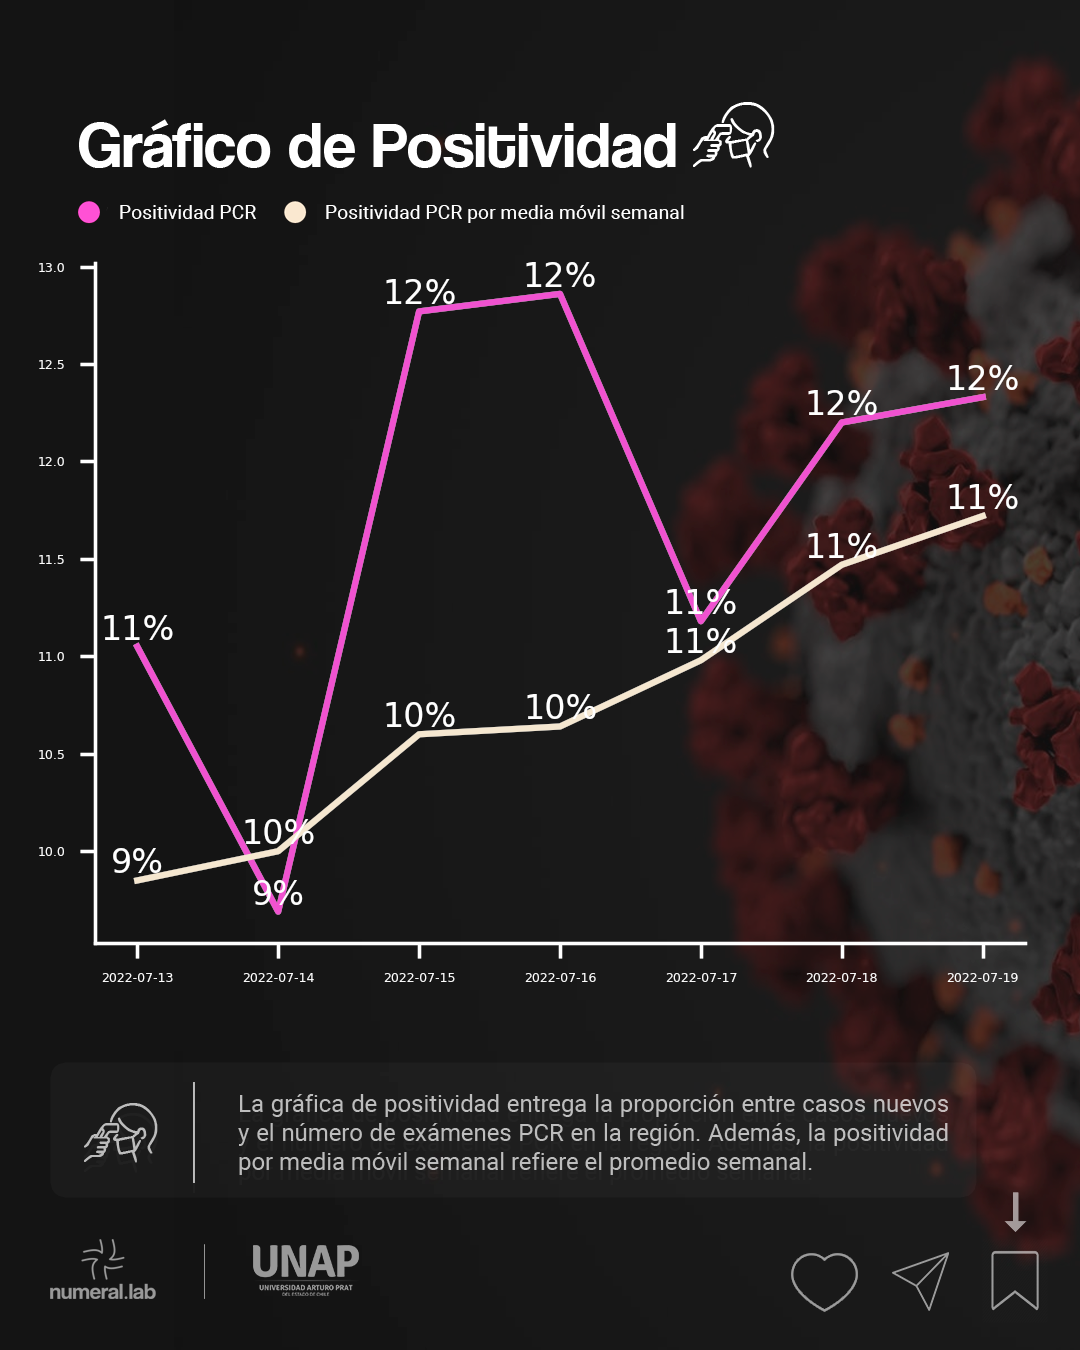 Gráfico de Positividad
Positividad PCR Positividad PCR por media móvil semanal
13.0
12%
12%
12.5
12%
12%
12.0
11%
11.5
11%
11%
11%
11.0
11%
10%
10%
10.5
10%
10.0
9%
9%
2022-07-13 2022-07-14 2022-07-15 2022-07-16 2022-07-17 2022-07-18 2022-07-19
La gráfica de positividad entrega la proporción entre casos nuevos
y el número de exámenes PCR en la región. Además, la positividad
por media móvil semanal refiere el promedio semanal.
numeral.lab
UNAP
UNIVERSIDAD ARTURO PRAT
DEL ESTADO DE CHILE